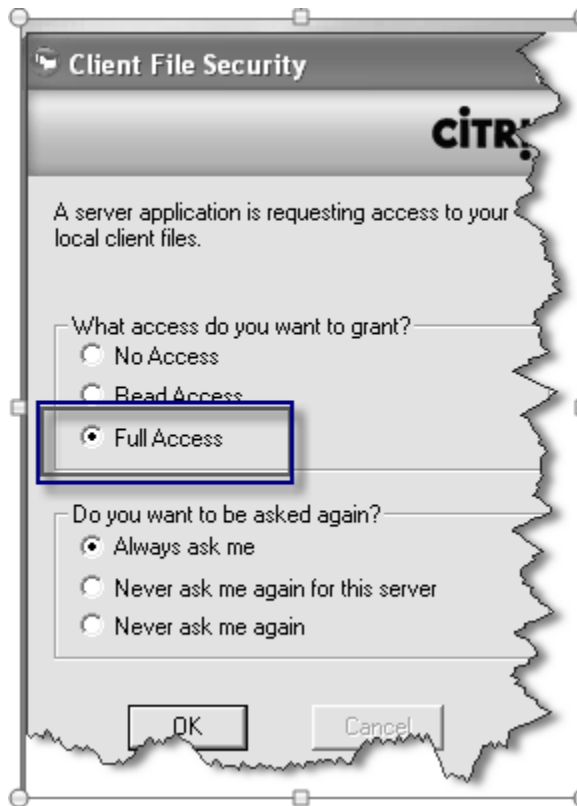 Client File Security
CiTR
A server application is requesting access to your
local client files.
What access do you want to grant?
No Access
Read Access
Full Access
Do you want to be asked again?
Always ask me
Never ask me again for this server
Never ask me again
OK
Cancel